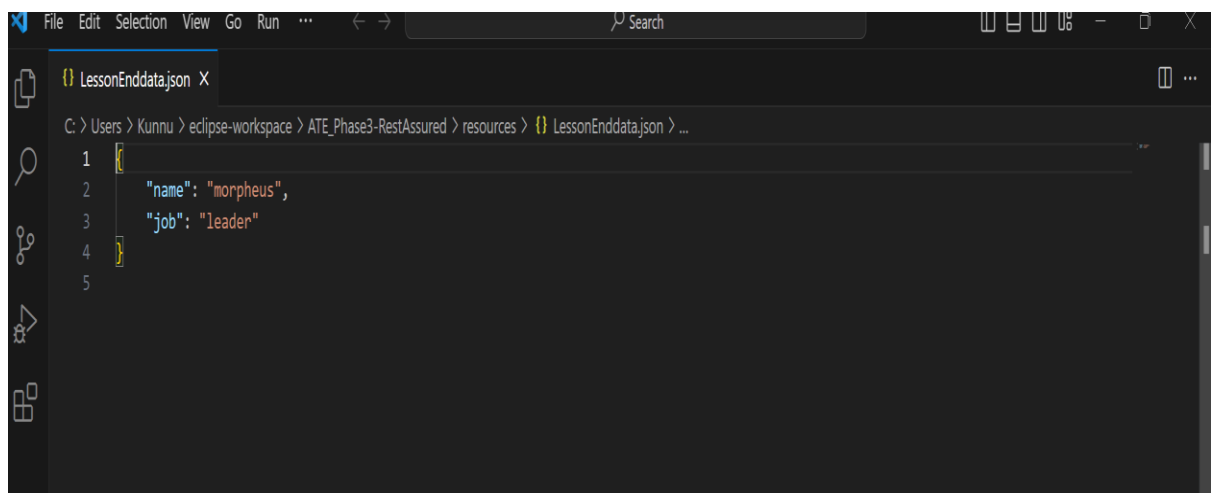 File Edit Selection View Go Run ··· ← → Search
{} LessonEnddata.json X
C: > Users > Kunnu > eclipse-workspace > ATE_Phase3-RestAssured > resources > {} LessonEnddata.json > ...
1 {
2 "name": "morpheus",
3 "job": "leader"
4 }
5